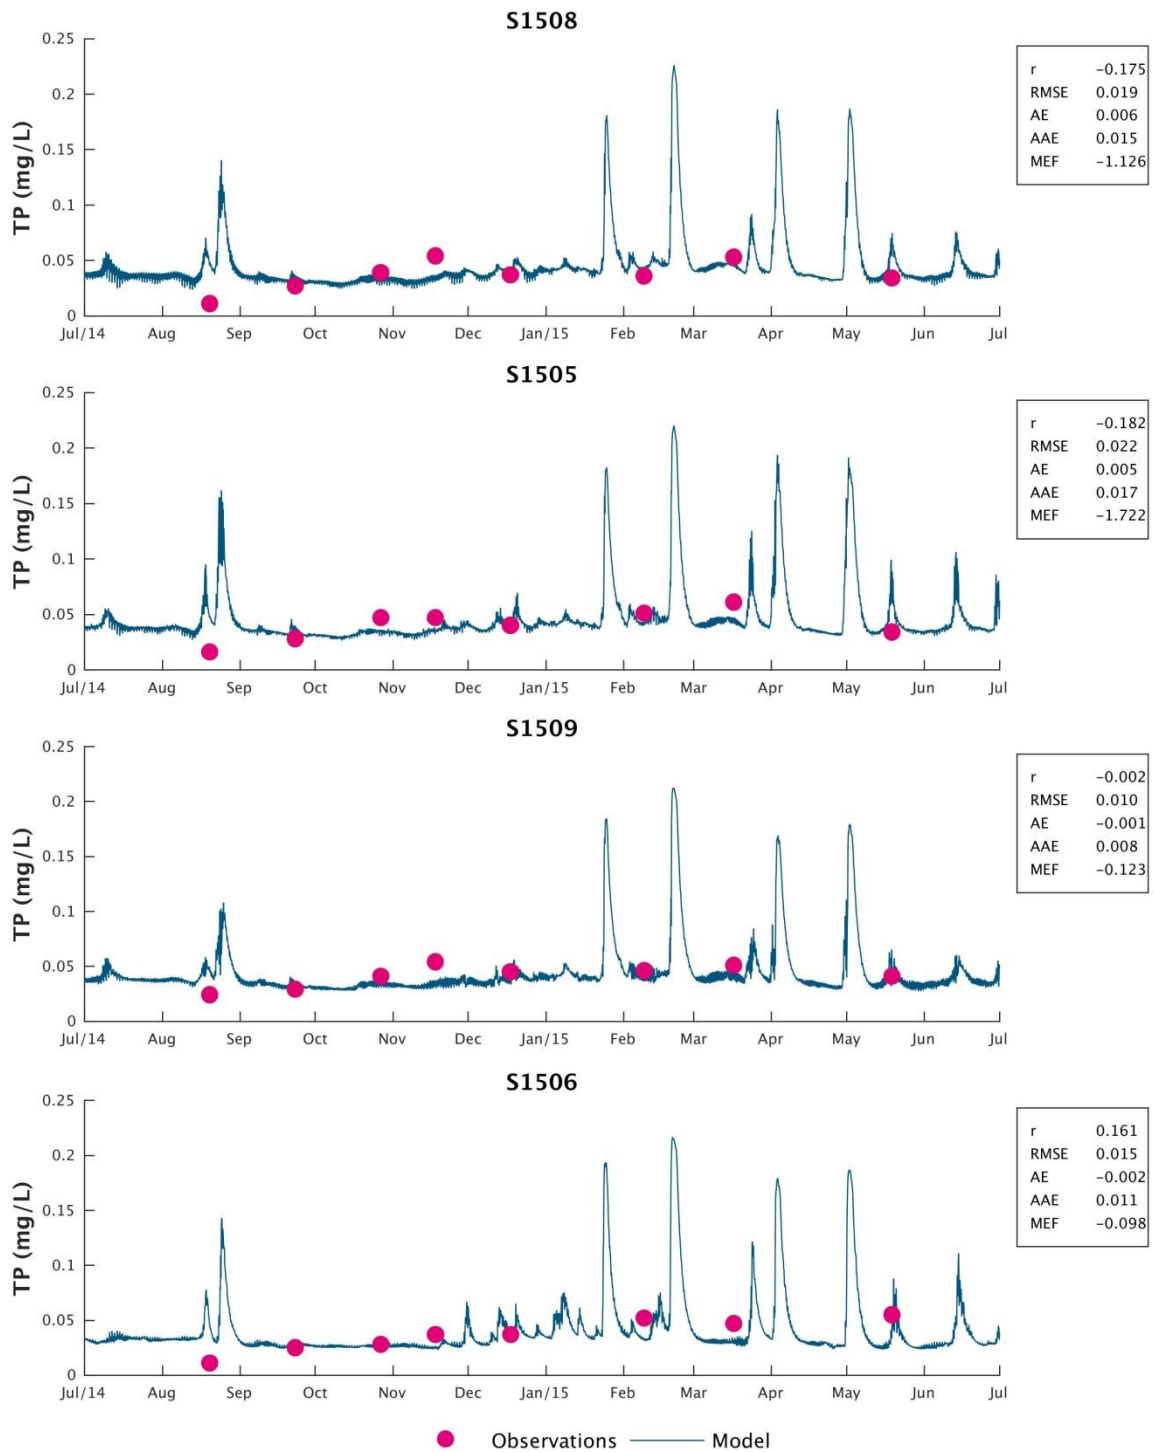 S1508
TP (mg/L)
0.25
0.2
0.15
0.1
0.05
0
Jul/14 Aug Sep Oct Nov Dec Jan/15 Feb Mar Apr May Jun Jul
r −0.175
RMSE 0.019
AE 0.006
AAE 0.015
MEF −1.126
S1505
TP (mg/L)
0.25
0.2
0.15
0.1
0.05
0
Jul/14 Aug Sep Oct Nov Dec Jan/15 Feb Mar Apr May Jun Jul
r −0.182
RMSE 0.022
AE 0.005
AAE 0.017
MEF −1.722
S1509
TP (mg/L)
0.25
0.2
0.15
0.1
0.05
0
Jul/14 Aug Sep Oct Nov Dec Jan/15 Feb Mar Apr May Jun Jul
r −0.002
RMSE 0.010
AE −0.001
AAE 0.008
MEF −0.123
S1506
TP (mg/L)
0.25
0.2
0.15
0.1
0.05
0
Jul/14 Aug Sep Oct Nov Dec Jan/15 Feb Mar Apr May Jun Jul
r 0.161
RMSE 0.015
AE −0.002
AAE 0.011
MEF −0.098
Observations Model